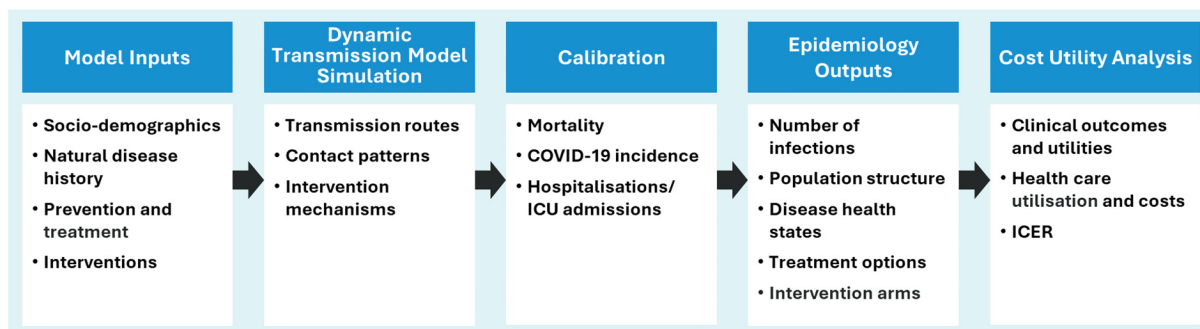 Model Inputs
• Socio-demographics
• Natural disease
history
• Prevention and
treatment
• Interventions
Dynamic
Transmission Model
Simulation
• Transmission routes
• Contact patterns
• Intervention
mechanisms
Calibration
• Mortality
• COVID-19 incidence
• Hospitalisations/
ICU admissions
Epidemiology
Outputs
• Number of
infections
• Population structure
• Disease health
states
• Treatment options
• Intervention arms
Cost Utility Analysis
• Clinical outcomes
and utilities
• Health care
utilisation and costs
• ICER